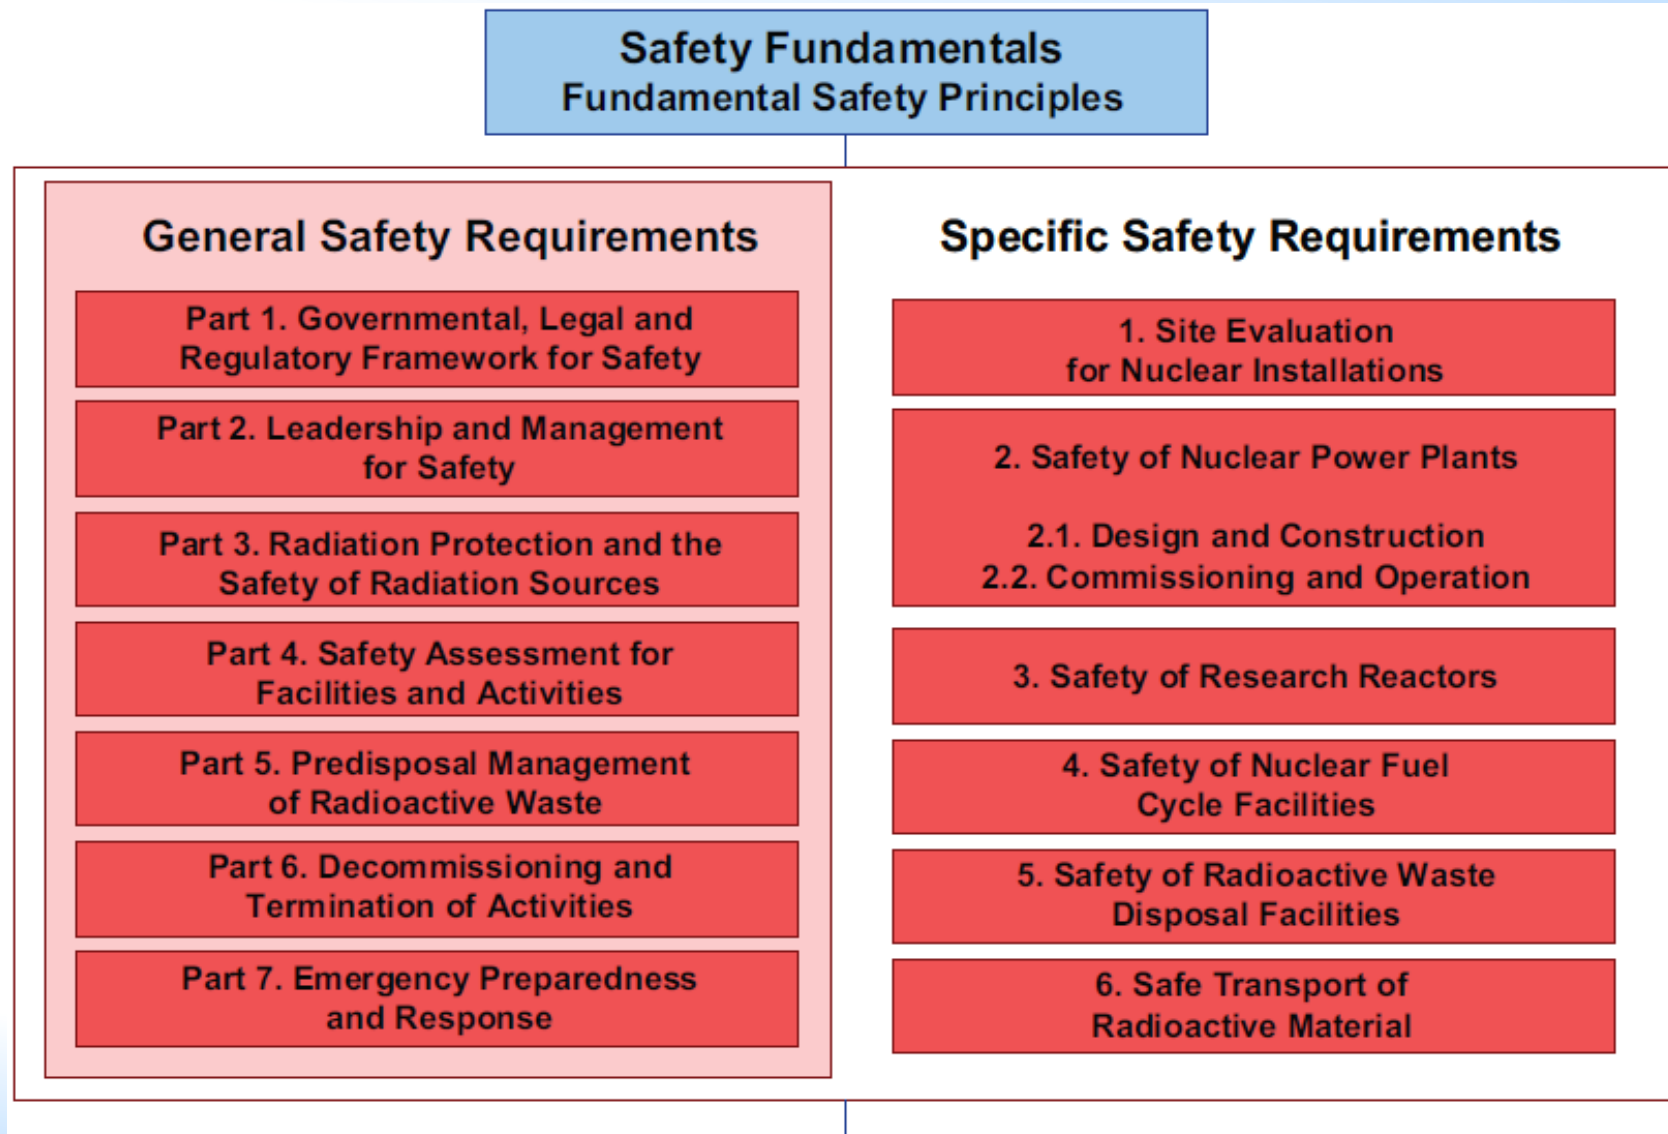 Safety Fundamentals
Fundamental Safety Principles
General Safety Requirements
Part 1. Governmental, Legal and
Regulatory Framework for Safety
Part 2. Leadership and Management
for Safety
Part 3. Radiation Protection and the
Safety of Radiation Sources
Part 4. Safety Assessment for
Facilities and Activities
Part 5. Predisposal Management
of Radioactive Waste
Part 6. Decommissioning and
Termination of Activities
Part 7. Emergency Preparedness
and Response
Specific Safety Requirements
1. Site Evaluation
for Nuclear Installations
2. Safety of Nuclear Power Plants
2.1. Design and Construction
2.2. Commissioning and Operation
3. Safety of Research Reactors
4. Safety of Nuclear Fuel
Cycle Facilities
5. Safety of Radioactive Waste
Disposal Facilities
6. Safe Transport of
Radioactive Material